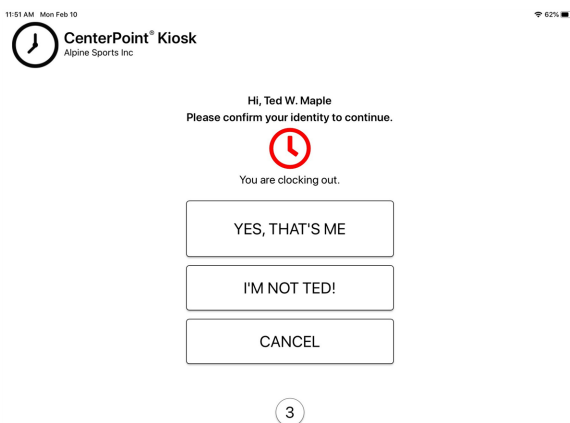 11:51 AM Mon Feb 10
62%
CenterPoint® Kiosk
Alpine Sports Inc
Hi, Ted W. Maple
Please confirm your identity to continue.
You are clocking out.
YES, THAT'S ME
I'M NOT TED!
CANCEL
3